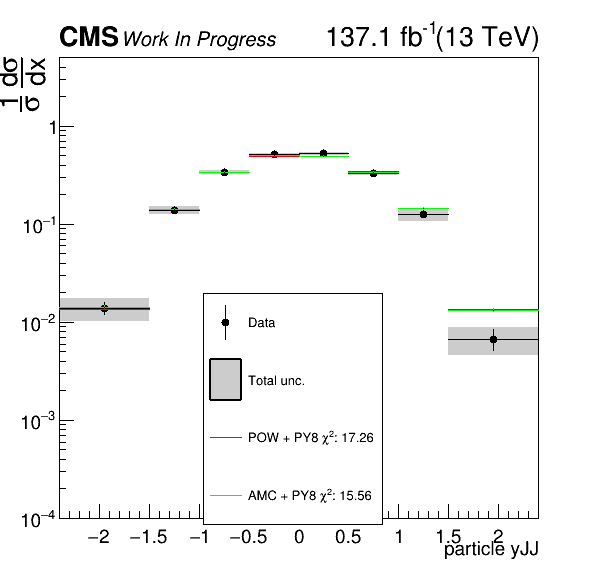 CMS Work In Progress 137.1 fb⁻¹(13 TeV)
1/σ dσ/dx
1
10⁻¹
10⁻²
10⁻³
10⁻⁴
Data
Total unc.
POW + PY8 χ²: 17.26
AMC + PY8 χ²: 15.56
−2 −1.5 −1 −0.5 0 0.5 1 1.5 2
particle yJJ